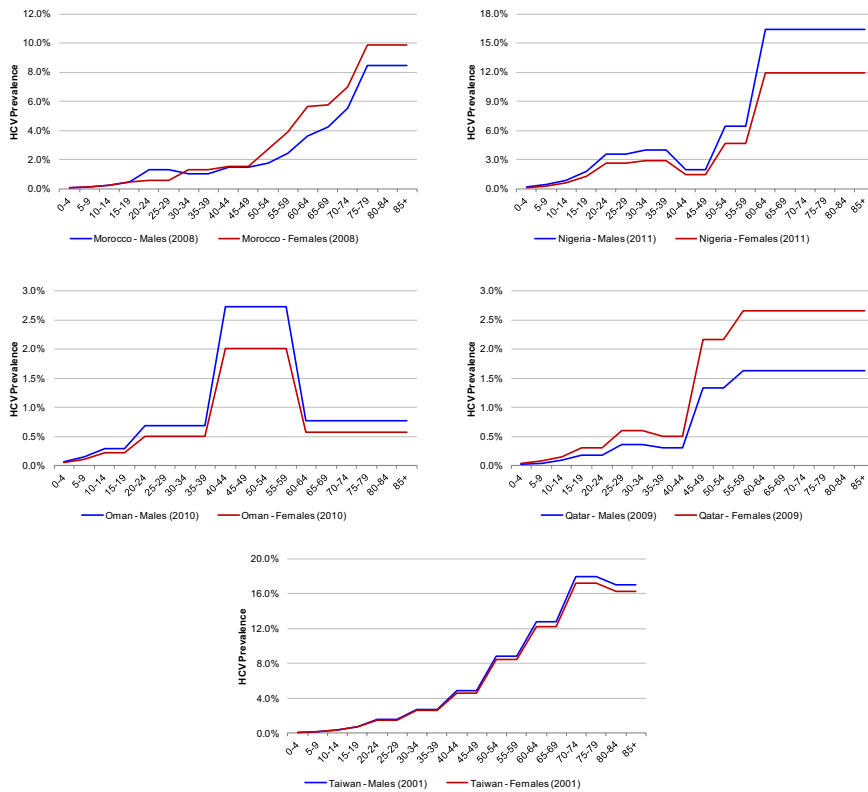 12.0%
10.0%
8.0%
6.0%
4.0%
2.0%
0.0%
HCV Prevalence
0-4 5-9 10-14 15-19 20-24 25-29 30-34 35-39 40-44 45-49 50-54 55-59 60-64 65-69 70-74 75-79 80-84 85+
Morocco - Males (2008) Morocco - Females (2008)
18.0%
15.0%
12.0%
9.0%
6.0%
3.0%
0.0%
HCV Prevalence
0-4 5-9 10-14 15-19 20-24 25-29 30-34 35-39 40-44 45-49 50-54 55-59 60-64 65-69 70-74 75-79 80-84 85+
Nigeria - Males (2011) Nigeria - Females (2011)
3.0%
2.5%
2.0%
1.5%
1.0%
0.5%
0.0%
HCV Prevalence
0-4 5-9 10-14 15-19 20-24 25-29 30-34 35-39 40-44 45-49 50-54 55-59 60-64 65-69 70-74 75-79 80-84 85+
Oman - Males (2010) Oman - Females (2010)
3.0%
2.5%
2.0%
1.5%
1.0%
0.5%
0.0%
HCV Prevalence
0-4 5-9 10-14 15-19 20-24 25-29 30-34 35-39 40-44 45-49 50-54 55-59 60-64 65-69 70-74 75-79 80-84 85+
Qatar - Males (2009) Qatar - Females (2009)
20.0%
16.0%
12.0%
8.0%
4.0%
0.0%
HCV Prevalence
0-4 5-9 10-14 15-19 20-24 25-29 30-34 35-39 40-44 45-49 50-54 55-59 60-64 65-69 70-74 75-79 80-84 85+
Taiwan - Males (2001) Taiwan - Females (2001)